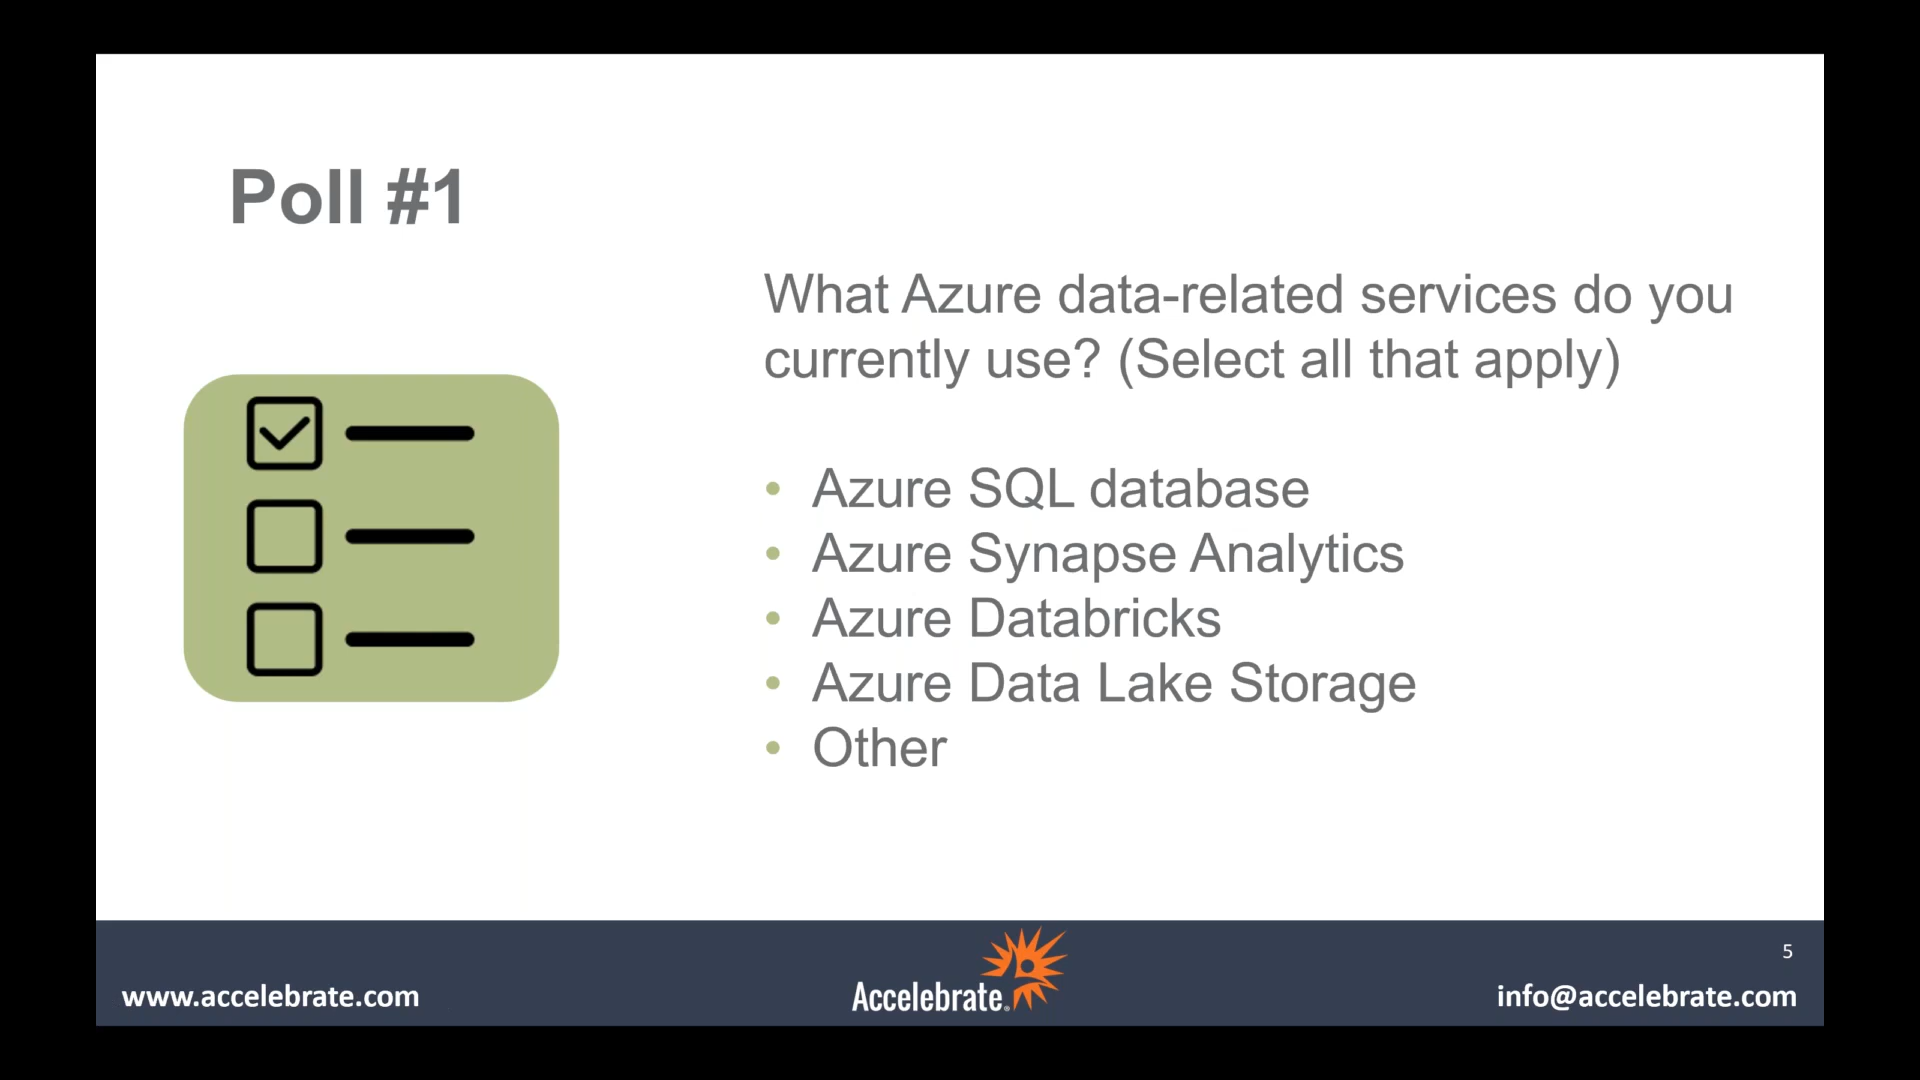 Poll #1
What Azure data-related services do you
currently use? (Select all that apply)
• Azure SQL database
• Azure Synapse Analytics
• Azure Databricks
• Azure Data Lake Storage
• Other
5
www.accelebrate.com
Accelebrate®
info@accelebrate.com